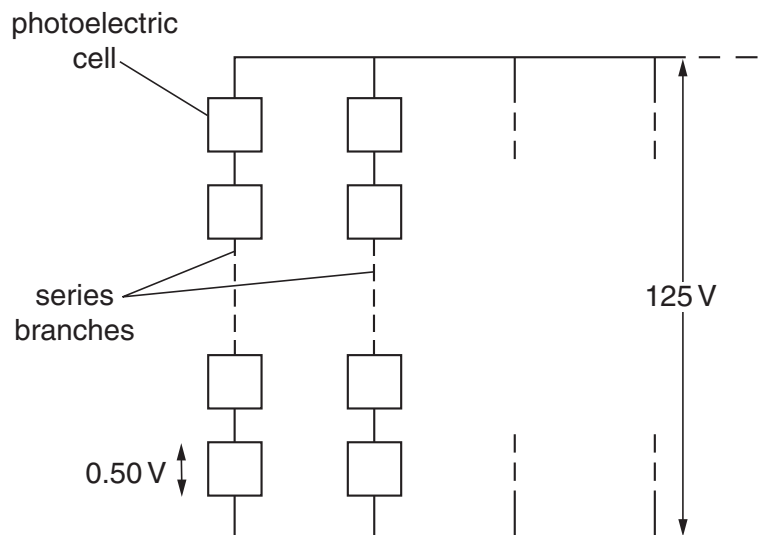 photoelectric
cell
series
branches
125 V
0.50 V